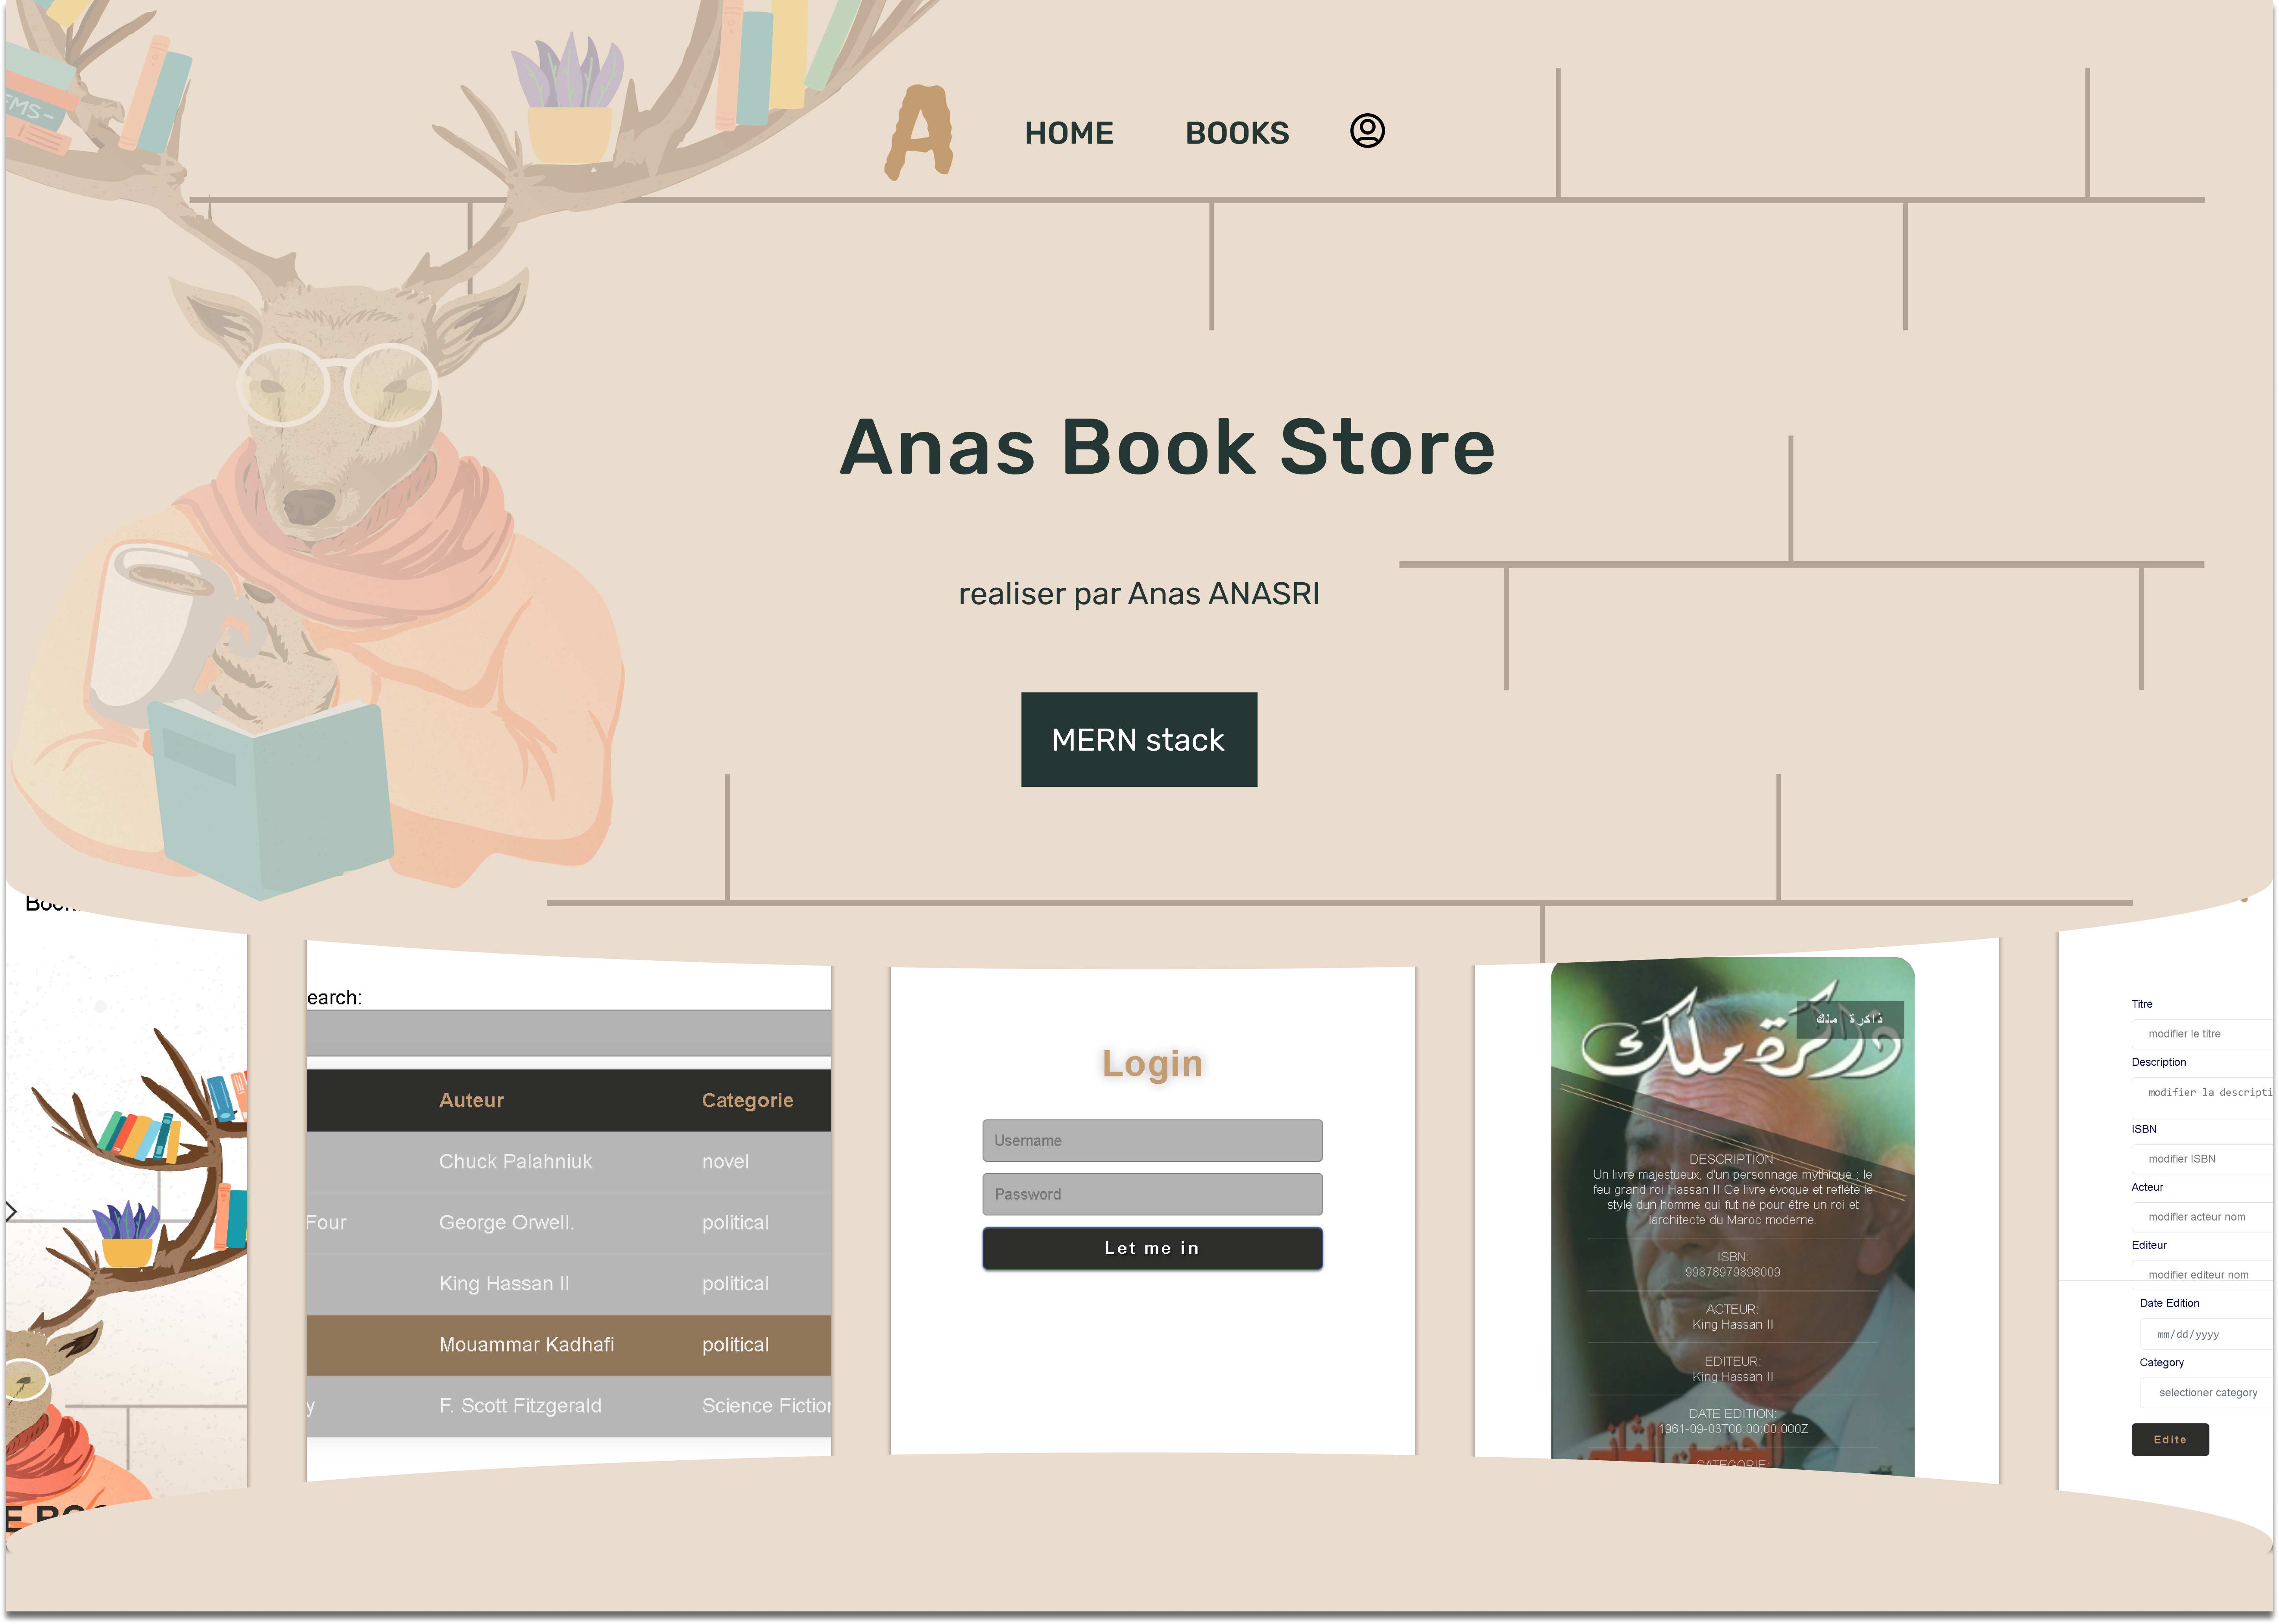 EMS-
A
HOME
BOOKS
Anas Book Store
realiser par Anas ANASRI
MERN stack
earch:
Auteur
Categorie
Chuck Palahniuk
novel
Four
George Orwell.
political
King Hassan II
political
Mouammar Kadhafi
political
y
F. Scott Fitzgerald
Science Fiction
Login
Username
Password
Let me in
ذاكرة ملك
ذاكرة ملك
DESCRIPTION:
Un livre majestueux, d'un personnage mythique : le
feu grand roi Hassan II Ce livre évoque et reflète le
style dun homme qui fut né pour être un roi et
larchitecte du Maroc moderne.
ISBN:
99878979898009
ACTEUR:
King Hassan II
EDITEUR:
King Hassan II
DATE EDITION:
1961-09-03T00:00:00.000Z
CATEGORIE:
Titre
modifier le titre
Description
modifier la descripti
ISBN
modifier ISBN
Acteur
modifier acteur nom
Editeur
modifier editeur nom
Date Edition
mm/dd/yyyy
Category
selectioner category
Edite